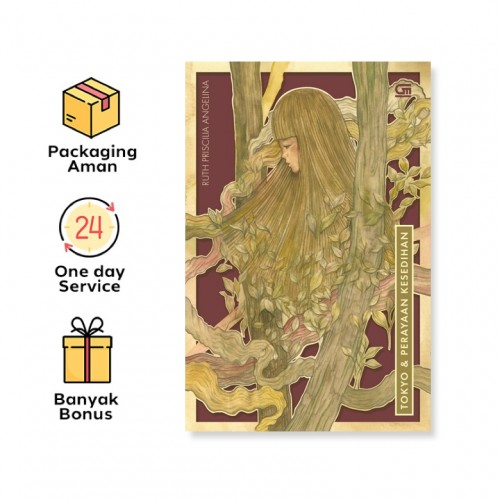 Packaging
Aman
24
One day
Service
Banyak
Bonus
RUTH PRISCILIA ANGELINA
TOKYO & PERAYAAN KESEDIHAN